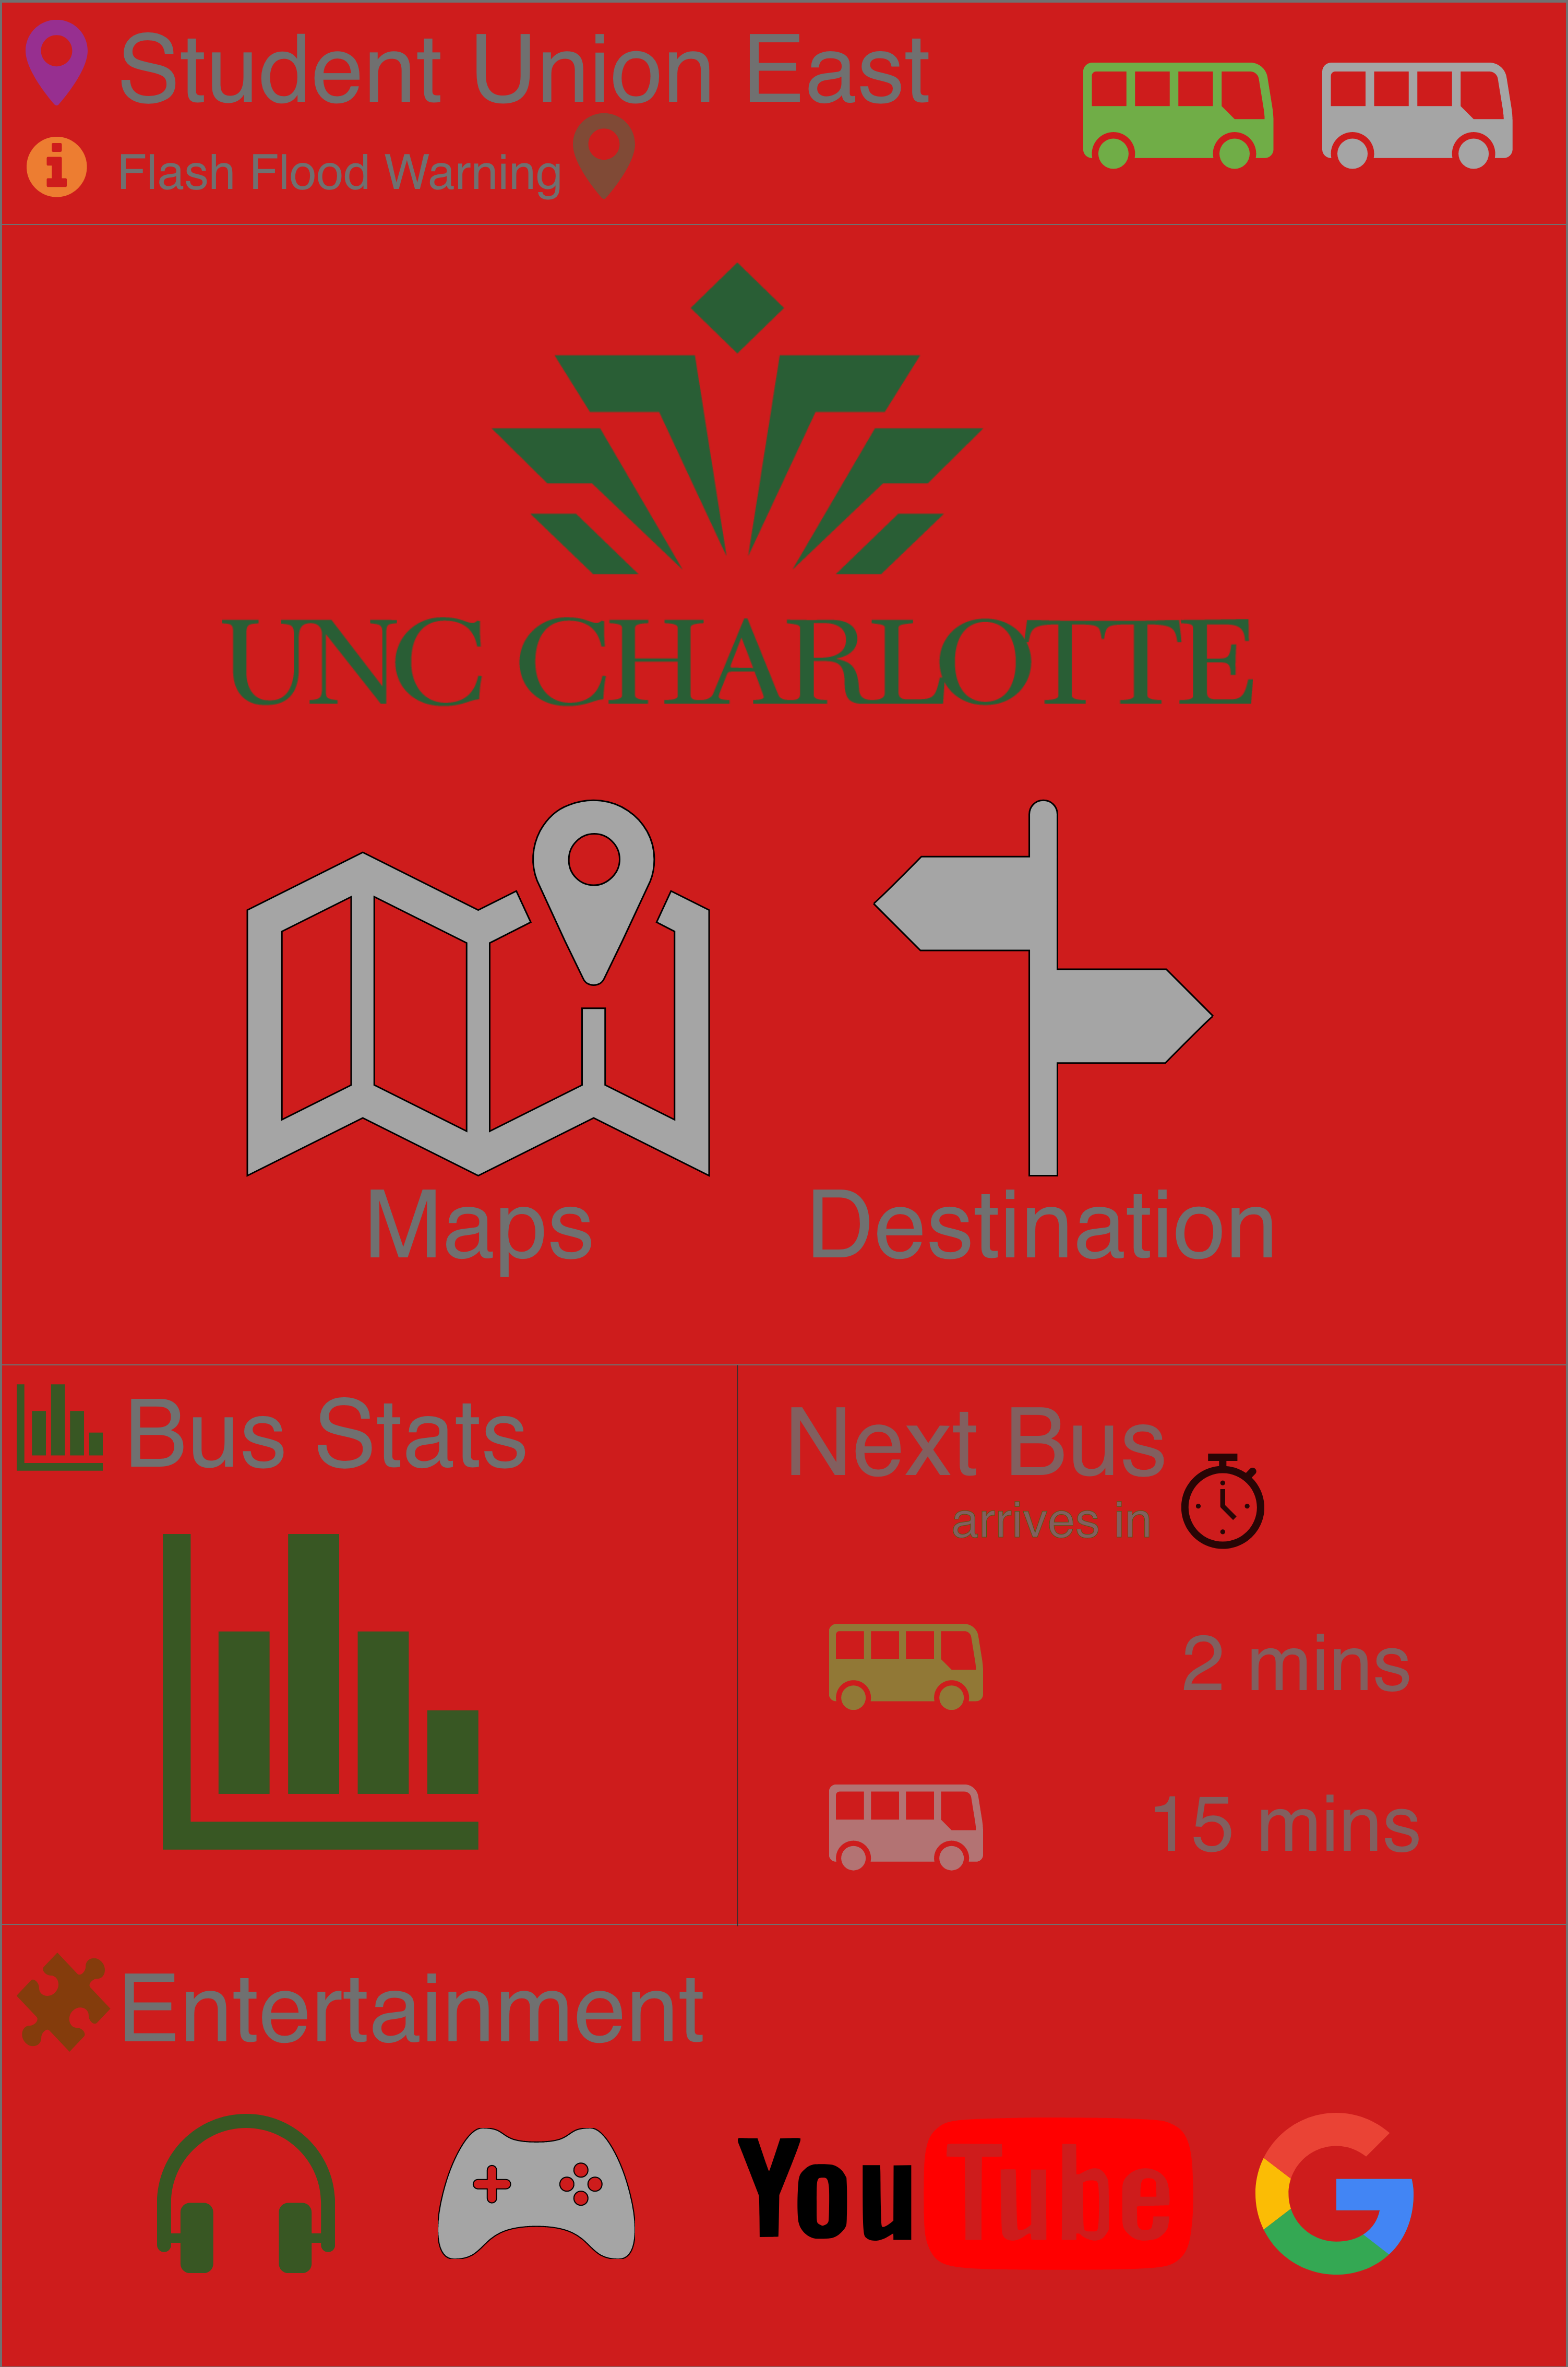 Student Union East
Flash Flood Warning
UNC CHARLOTTE
Maps
Destination
Bus Stats
Next Bus
arrives in
2 mins
15 mins
Entertainment
YouTube
G